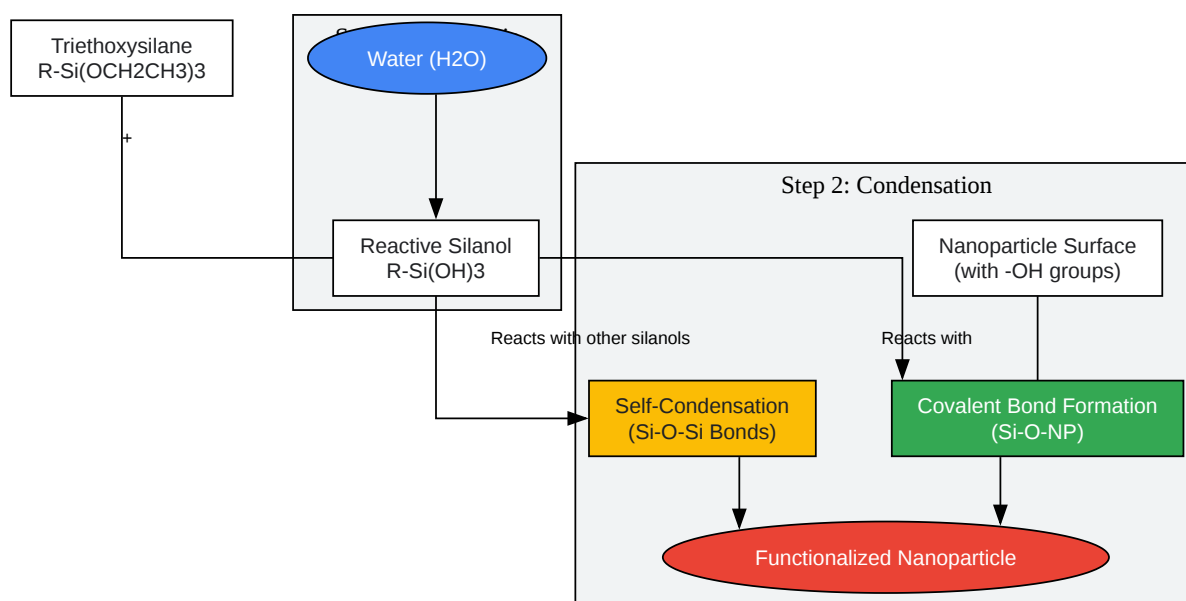 Triethoxysilane
R-Si(OCH2CH3)3
Water (H2O)
+
Step 2: Condensation
Reactive Silanol
R-Si(OH)3
Nanoparticle Surface
(with -OH groups)
Reacts with other silanols
Reacts with
Self-Condensation
(Si-O-Si Bonds)
Covalent Bond Formation
(Si-O-NP)
Functionalized Nanoparticle